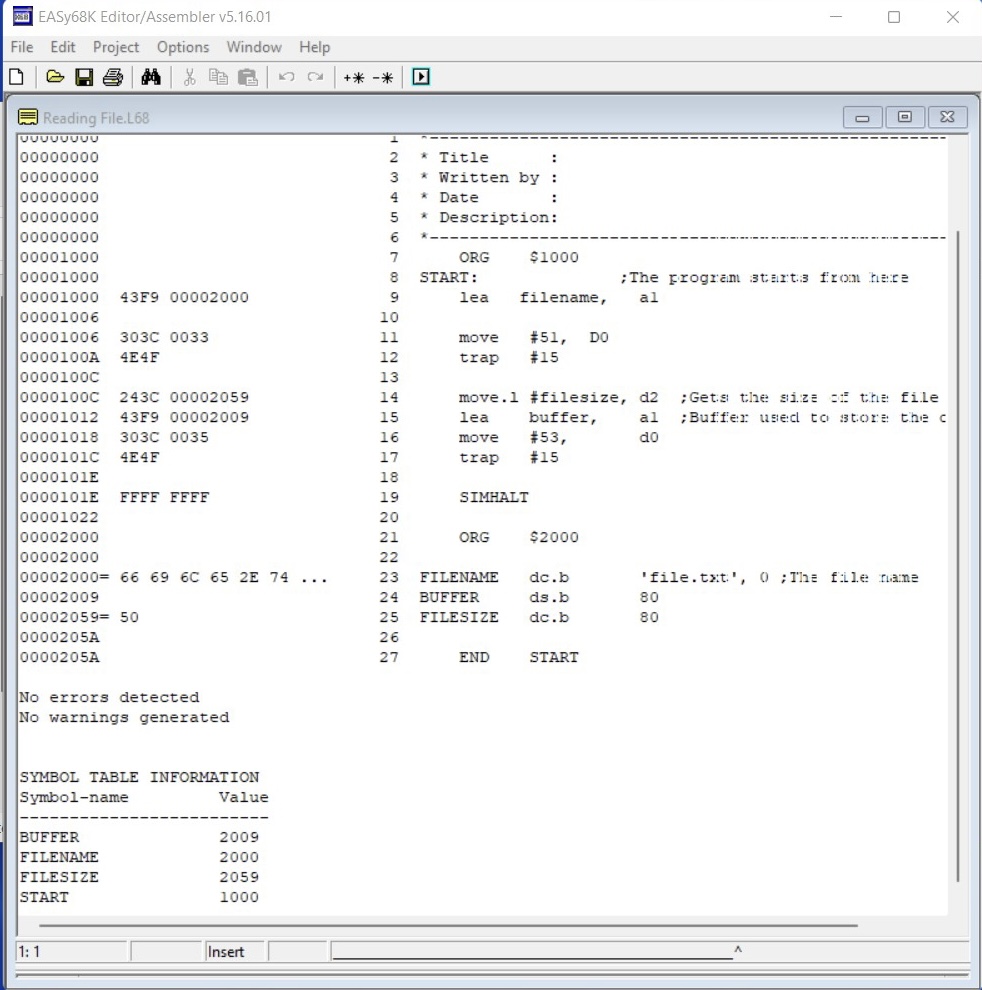 EASy68K Editor/Assembler v5.16.01
File Edit Project Options Window Help
Reading File.L68
00000000 1 *-----------------------------------------------------
00000000 2 * Title :
00000000 3 * Written by :
00000000 4 * Date :
00000000 5 * Description:
00000000 6 *-----------------------------------------------------
00001000 7 ORG $1000
00001000 8 START: ;The program starts from here
00001000 43F9 00002000 9 lea filename, a1
00001006 10
00001006 303C 0033 11 move #51, D0
0000100A 4E4F 12 trap #15
0000100C 13
0000100C 243C 00002059 14 move.l #filesize, d2 ;Gets the size of the file
00001012 43F9 00002009 15 lea buffer, a1 ;Buffer used to store the c
00001018 303C 0035 16 move #53, d0
0000101C 4E4F 17 trap #15
0000101E 18
0000101E FFFF FFFF 19 SIMHALT
00001022 20
00002000 21 ORG $2000
00002000 22
00002000= 66 69 6C 65 2E 74 ... 23 FILENAME dc.b 'file.txt', 0 ;The file name
00002009 24 BUFFER ds.b 80
00002059= 50 25 FILESIZE dc.b 80
0000205A 26
0000205A 27 END START
No errors detected
No warnings generated
SYMBOL TABLE INFORMATION
Symbol-name Value
-------------------------
BUFFER 2009
FILENAME 2000
FILESIZE 2059
START 1000
1: 1 Insert